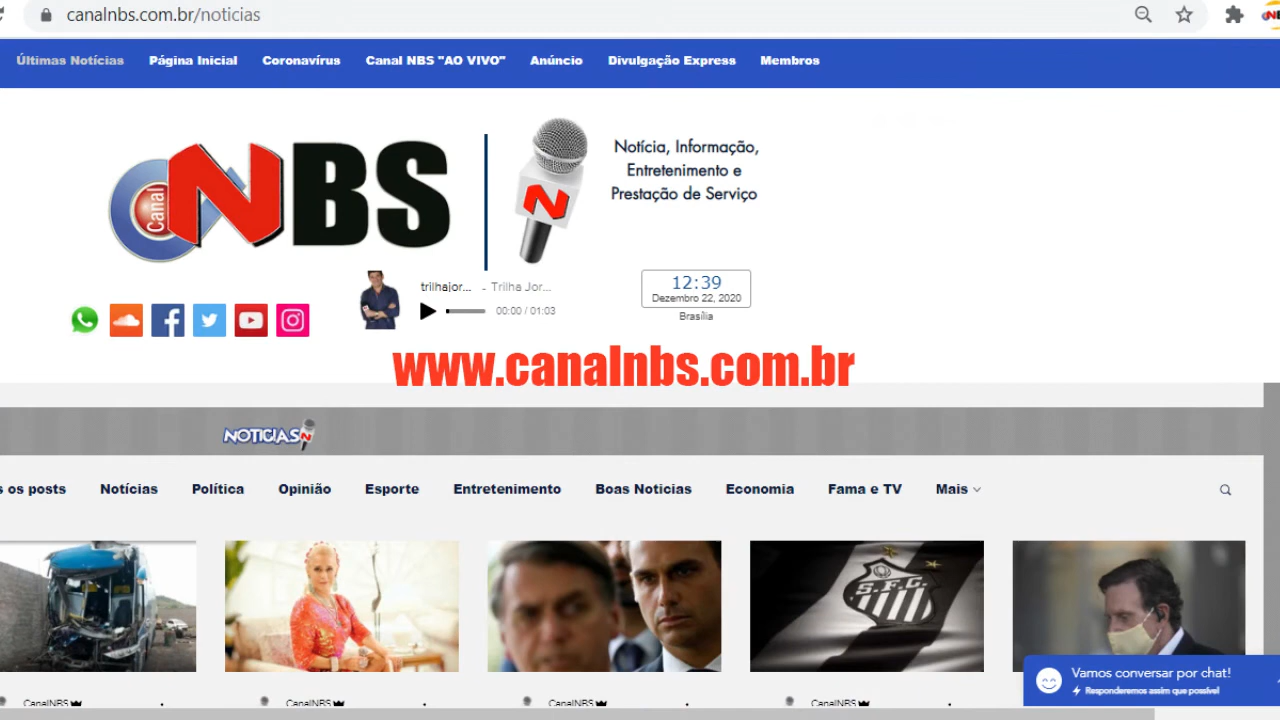 canalnbs.com.br/noticias
Últimas Notícias Página Inicial Coronavírus Canal NBS "AO VIVO" Anúncio Divulgação Express Membros
Canal NBS
N
Notícia, Informação,
Entretenimento e
Prestação de Serviço
trilhajor... - Trilha Jor...
00:00 / 01:03
12:39
Dezembro 22, 2020
Brasília
www.canalnbs.com.br
NOTICIAS N
s os posts Notícias Política Opinião Esporte Entretenimento Boas Noticias Economia Fama e TV Mais
S.F.C.
Vamos conversar por chat!
Responderemos assim que possível
CanalNBS CanalNBS CanalNBS CanalNBS